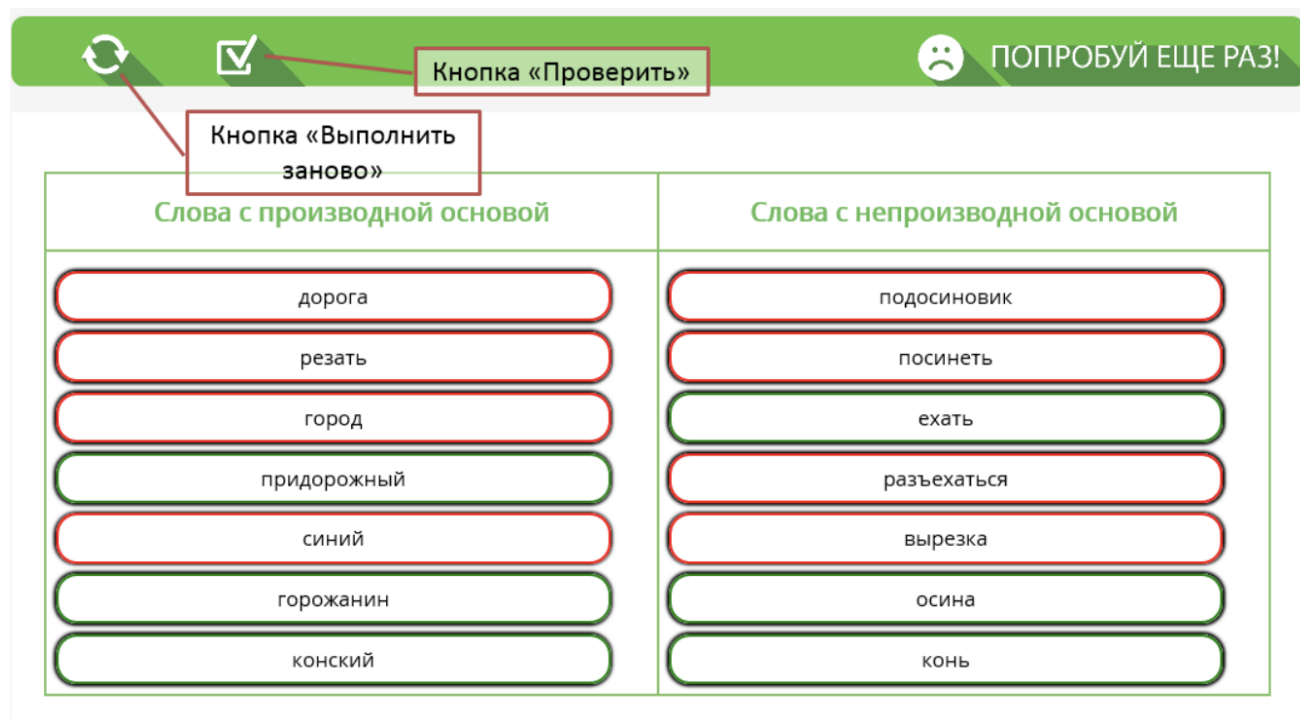 Кнопка «Проверить»
ПОПРОБУЙ ЕЩЕ РАЗ!
Кнопка «Выполнить
заново»
Слова с производной основой
Слова с непроизводной основой
дорога
подосиновик
резать
посинеть
город
ехать
придорожный
разъехаться
синий
вырезка
горожанин
осина
конский
конь